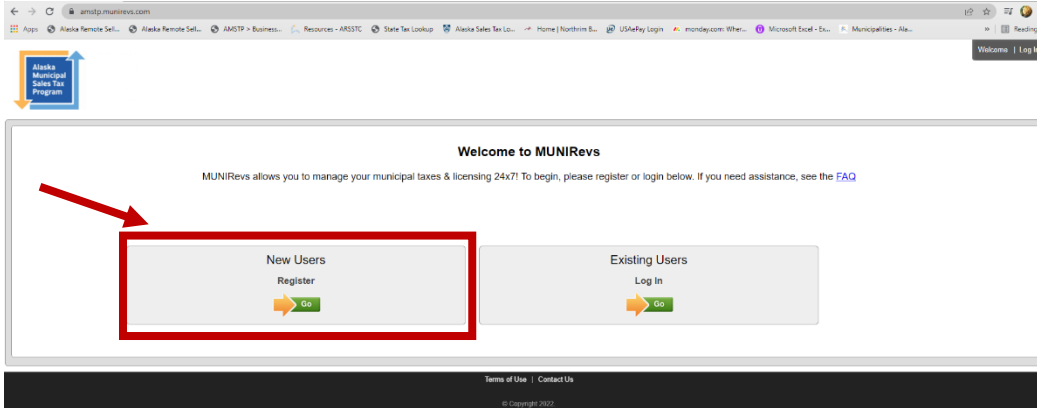 amstp.munirevs.com
Apps Alaska Remote Sell... Alaska Remote Sell... AMSTP > Business... Resources - ARSSTC State Tax Lookup Alaska Sales Tax Lo... Home | Northrim B... USAePay Login monday.com: Wher... Microsoft Excel - Ex... Municipalities - Ala... » Reading
Welcome | Log In
Alaska
Municipal
Sales Tax
Program
Welcome to MUNIRevs
MUNIRevs allows you to manage your municipal taxes & licensing 24x7! To begin, please register or login below. If you need assistance, see the FAQ
New Users
Register
Go
Existing Users
Log In
Go
Terms of Use | Contact Us
© Copyright 2022.